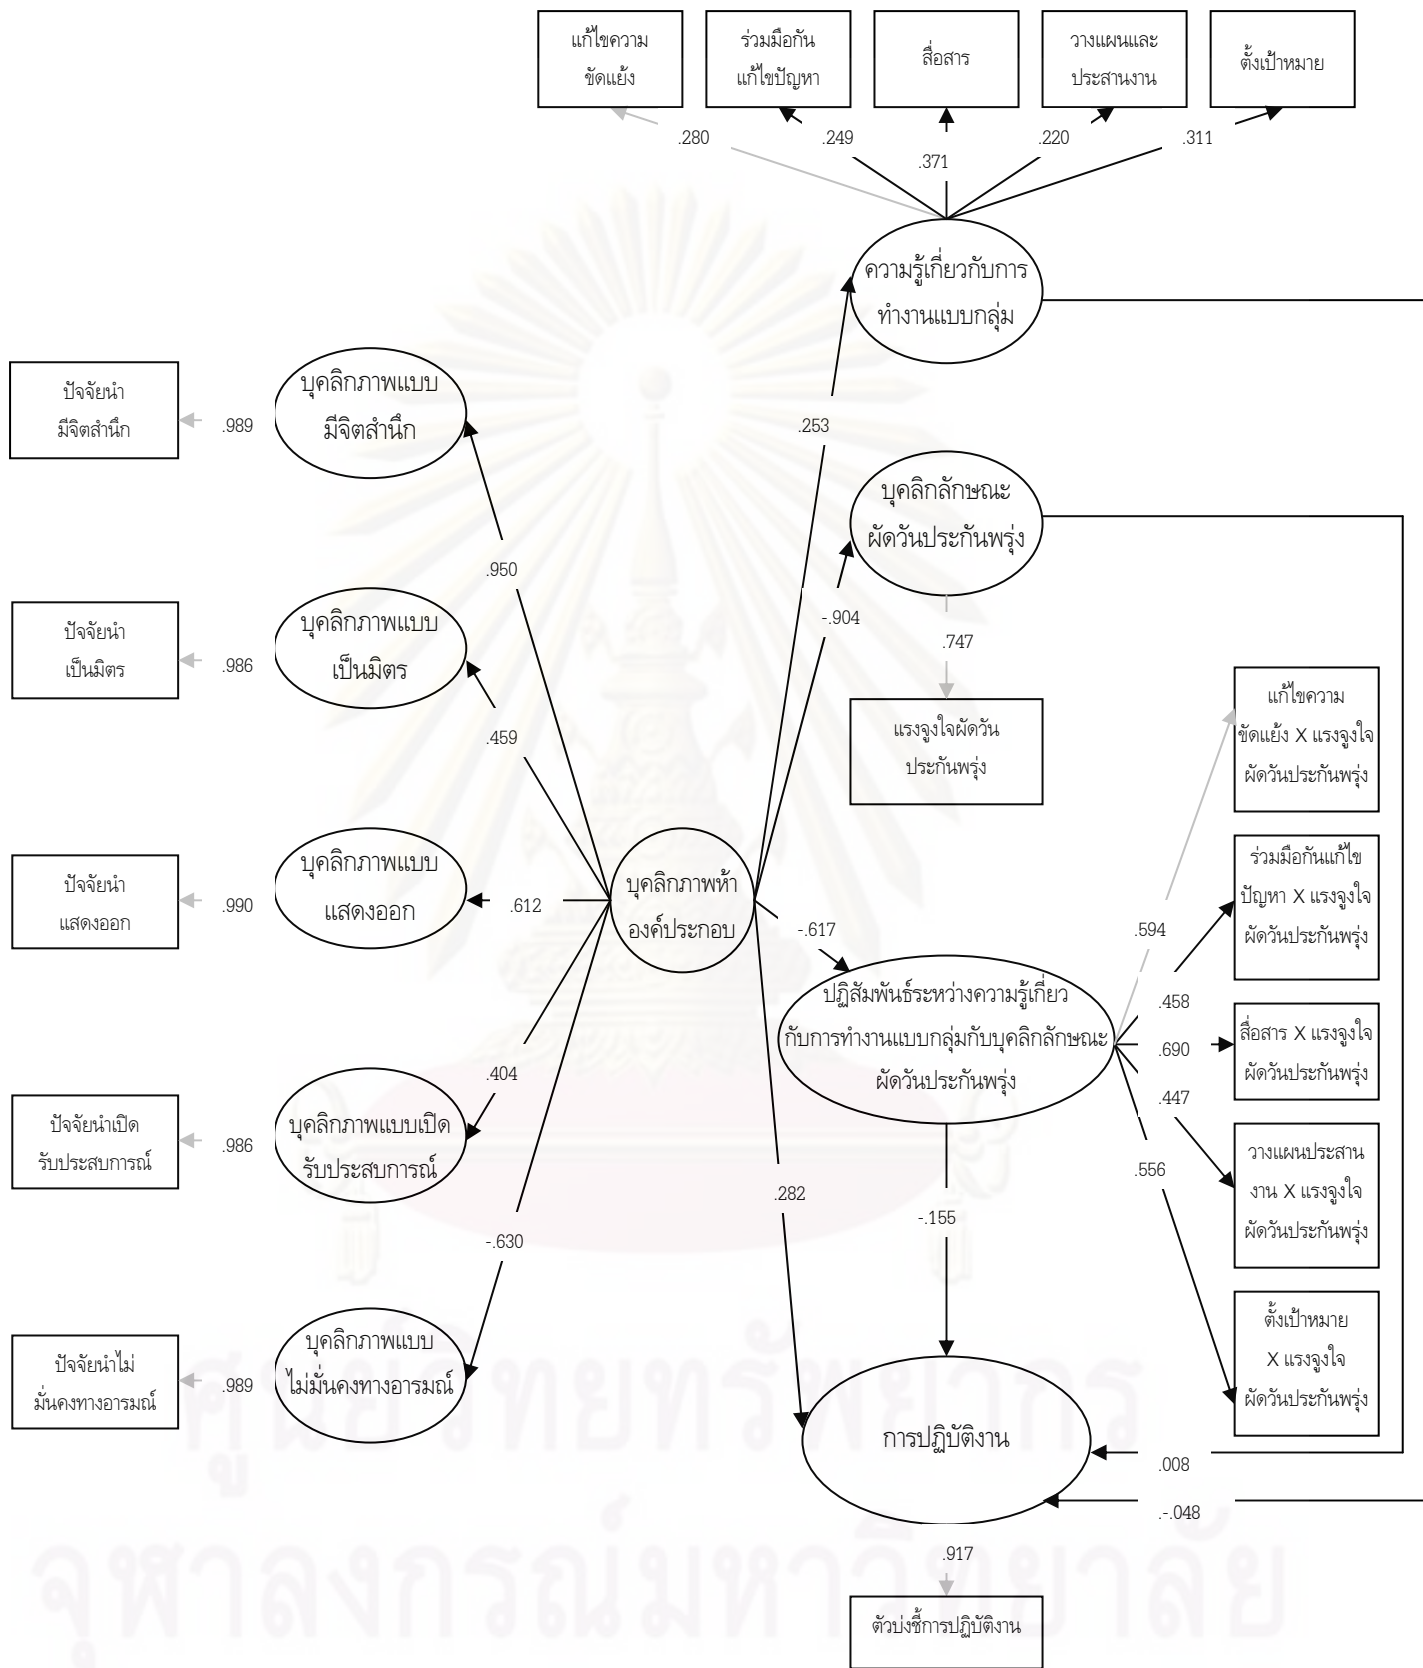 แก้ไขความ
ขัดแย้ง
ร่วมมือกัน
แก้ไขปัญหา
สื่อสาร
วางแผนและ
ประสานงาน
ตั้งเป้าหมาย
.280
.249
.371
.220
.311
ความรู้เกี่ยวกับการ
ทำงานแบบกลุ่ม
ปัจจัยนำ
มีจิตสำนึก
.989
บุคลิกภาพแบบ
มีจิตสำนึก
.253
บุคลิกลักษณะ
ผัดวันประกันพรุ่ง
.950
-.904
.747
ปัจจัยนำ
เป็นมิตร
.986
บุคลิกภาพแบบ
เป็นมิตร
.459
แรงจูงใจผัดวัน
ประกันพรุ่ง
แก้ไขความ
ขัดแย้ง X แรงจูงใจ
ผัดวันประกันพรุ่ง
ปัจจัยนำ
แสดงออก
.990
บุคลิกภาพแบบ
แสดงออก
.612
บุคลิกภาพห้า
องค์ประกอบ
-.617
.594
ร่วมมือกันแก้ไข
ปัญหา X แรงจูงใจ
ผัดวันประกันพรุ่ง
ปฏิสัมพันธ์ระหว่างความรู้เกี่ยว
กับการทำงานแบบกลุ่มกับบุคลิกลักษณะ
ผัดวันประกันพรุ่ง
.458
.690
.447
.556
สื่อสาร X แรงจูงใจ
ผัดวันประกันพรุ่ง
.404
ปัจจัยนำเปิด
รับประสบการณ์
.986
บุคลิกภาพแบบเปิด
รับประสบการณ์
.282
-.155
วางแผนประสาน
งาน X แรงจูงใจ
ผัดวันประกันพรุ่ง
-.630
ปัจจัยนำไม่
มั่นคงทางอารมณ์
.989
บุคลิกภาพแบบ
ไม่มั่นคงทางอารมณ์
ตั้งเป้าหมาย
X แรงจูงใจ
ผัดวันประกันพรุ่ง
การปฏิบัติงาน
.008
.-.048
.917
ตัวบ่งชี้การปฏิบัติงาน
ศูนย์วิทยทรัพยากร
จุฬาลงกรณ์มหาวิทยาลัย